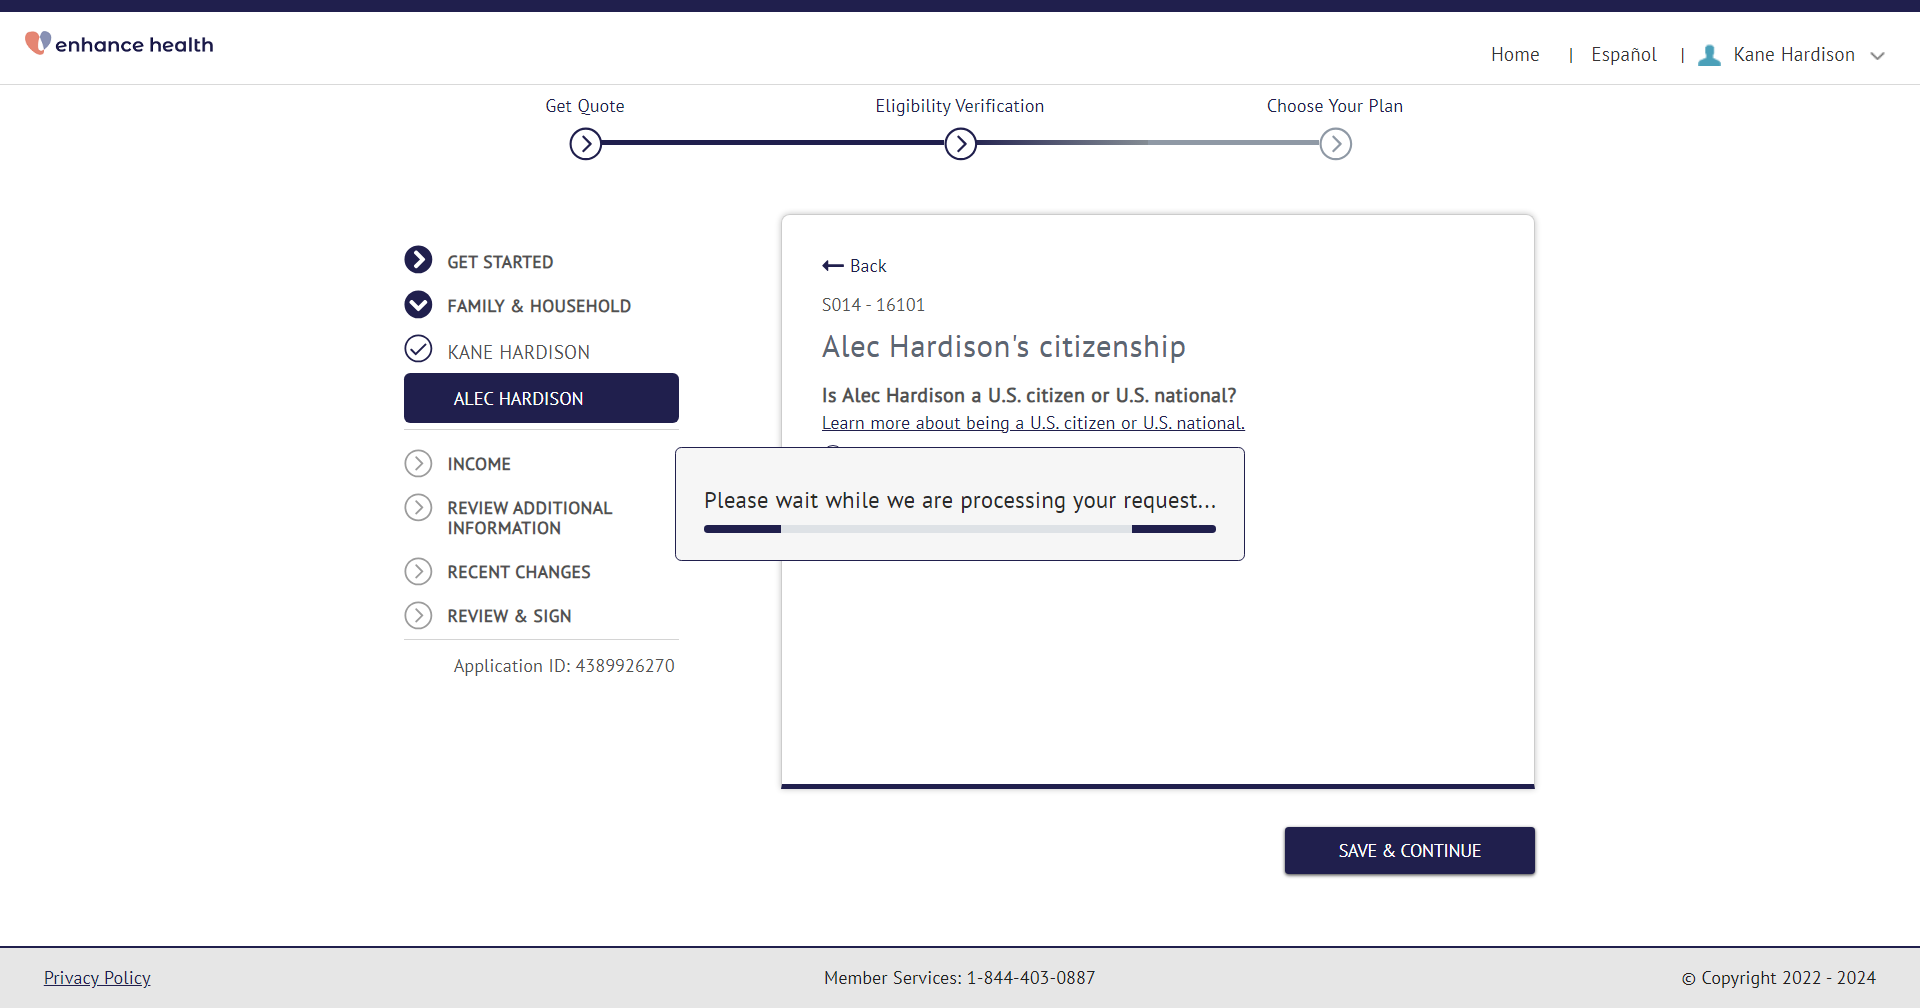 enhance health
Home | Español | Kane Hardison
Get Quote
Eligibility Verification
Choose Your Plan
GET STARTED
FAMILY & HOUSEHOLD
KANE HARDISON
ALEC HARDISON
INCOME
REVIEW ADDITIONAL
INFORMATION
RECENT CHANGES
REVIEW & SIGN
Application ID: 4389926270
Back
S014 - 16101
Alec Hardison's citizenship
Is Alec Hardison a U.S. citizen or U.S. national?
Learn more about being a U.S. citizen or U.S. national.
Please wait while we are processing your request...
SAVE & CONTINUE
Privacy Policy
Member Services: 1-844-403-0887
© Copyright 2022 - 2024